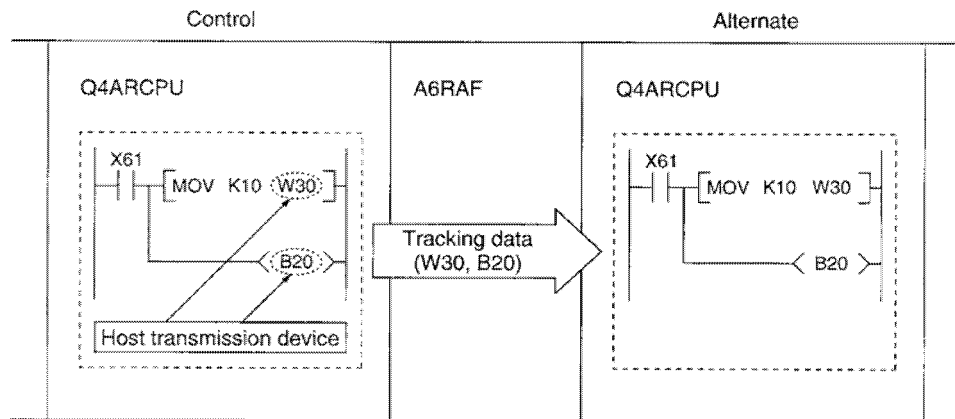 Control
Alternate
Q4ARCPU
A6RAF
Q4ARCPU
X61
MOV K10 W30
B20
Host transmission device
Tracking data
(W30, B20)
X61
MOV K10 W30
B20